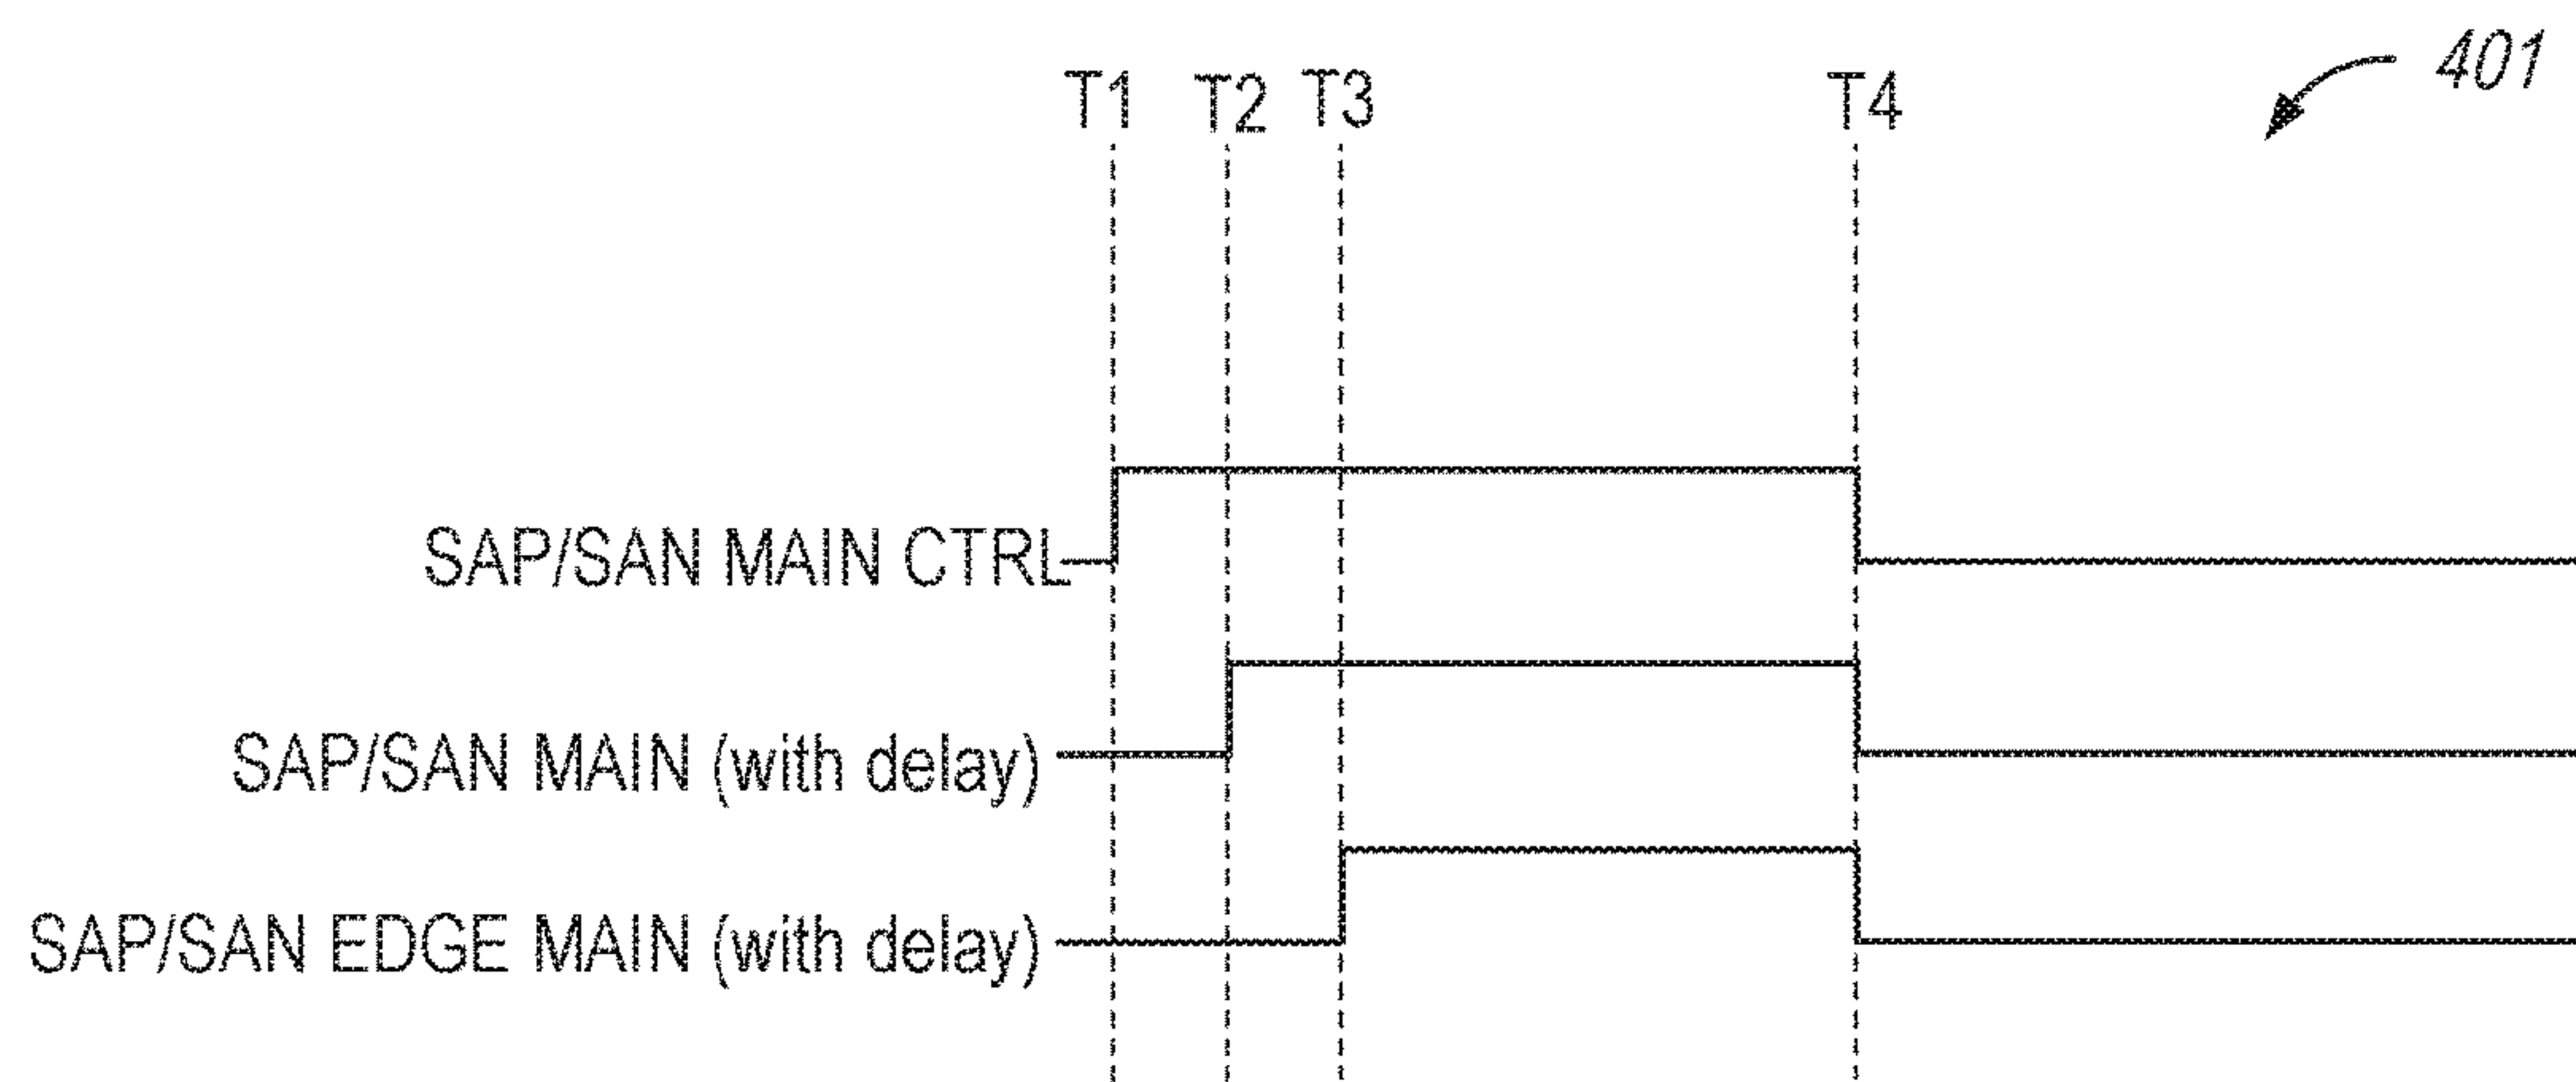 401
T1 T2 T3 T4
SAP/SAN MAIN CTRL
SAP/SAN MAIN (with delay)
SAP/SAN EDGE MAIN (with delay)